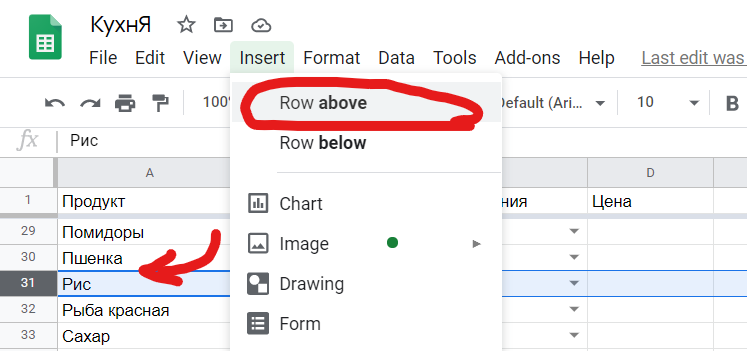 КухнЯ
File Edit View Insert Format Data Tools Add-ons Help Last edit was
100 Default (Ari... 10 B
Row above
fx Рис
Row below
A D
1 Продукт ния Цена
Chart
29 Помидоры
30 Пшенка
Image
31 Рис
Drawing
32 Рыба красная
Form
33 Сахар